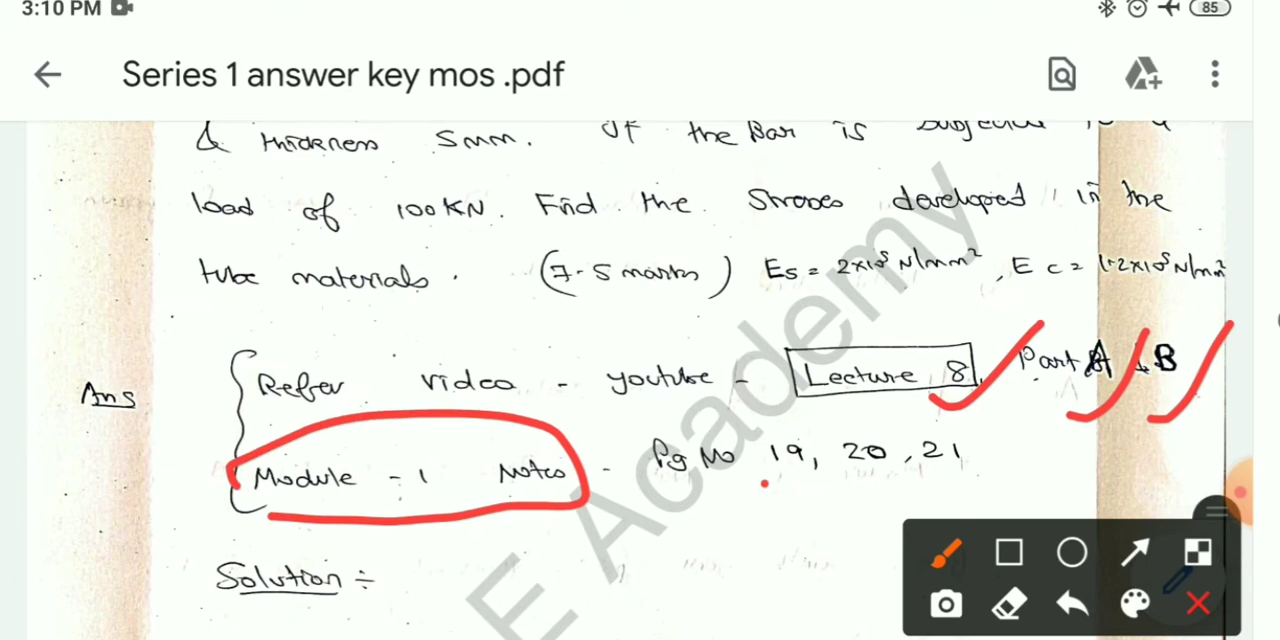 3:10 PM
85
Series 1 answer key mos .pdf
& thickness 5mm. If the Bar is subjected to a
load of 100KN. Find the Stresses developed in the
tube materials. (7.5 marks) Es = 2x10⁵ N/mm², Ec = 1.2x10⁵ N/mm²
Ans
Refer video - youtube - Lecture 8, Part A & B
Module - 1 Notes - Pg No 19, 20, 21
Solution ÷
E Academy